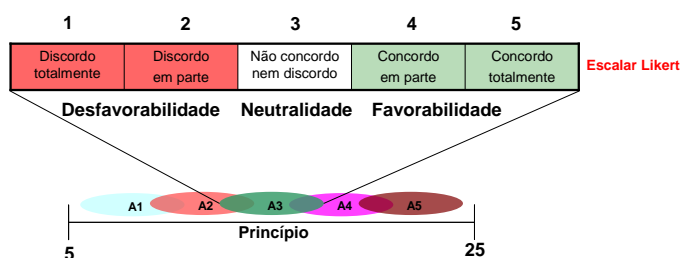 1 2 3 4 5
Discordo totalmente
Discordo em parte
Não concordo nem discordo
Concordo em parte
Concordo totalmente
Escalar Likert
Desfavorabilidade Neutralidade Favorabilidade
A1 A2 A3 A4 A5
Princípio
5 25